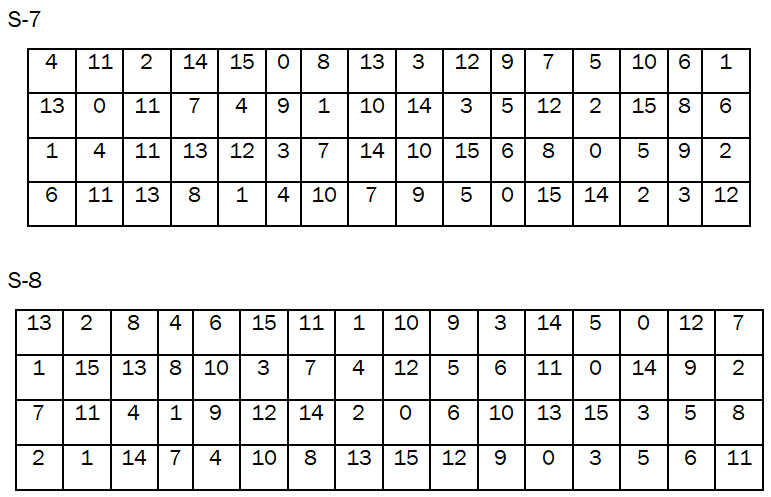 S-7
4 11 2 14 15 0 8 13 3 12 9 7 5 10 6 1
13 0 11 7 4 9 1 10 14 3 5 12 2 15 8 6
1 4 11 13 12 3 7 14 10 15 6 8 0 5 9 2
6 11 13 8 1 4 10 7 9 5 0 15 14 2 3 12
S-8
13 2 8 4 6 15 11 1 10 9 3 14 5 0 12 7
1 15 13 8 10 3 7 4 12 5 6 11 0 14 9 2
7 11 4 1 9 12 14 2 0 6 10 13 15 3 5 8
2 1 14 7 4 10 8 13 15 12 9 0 3 5 6 11